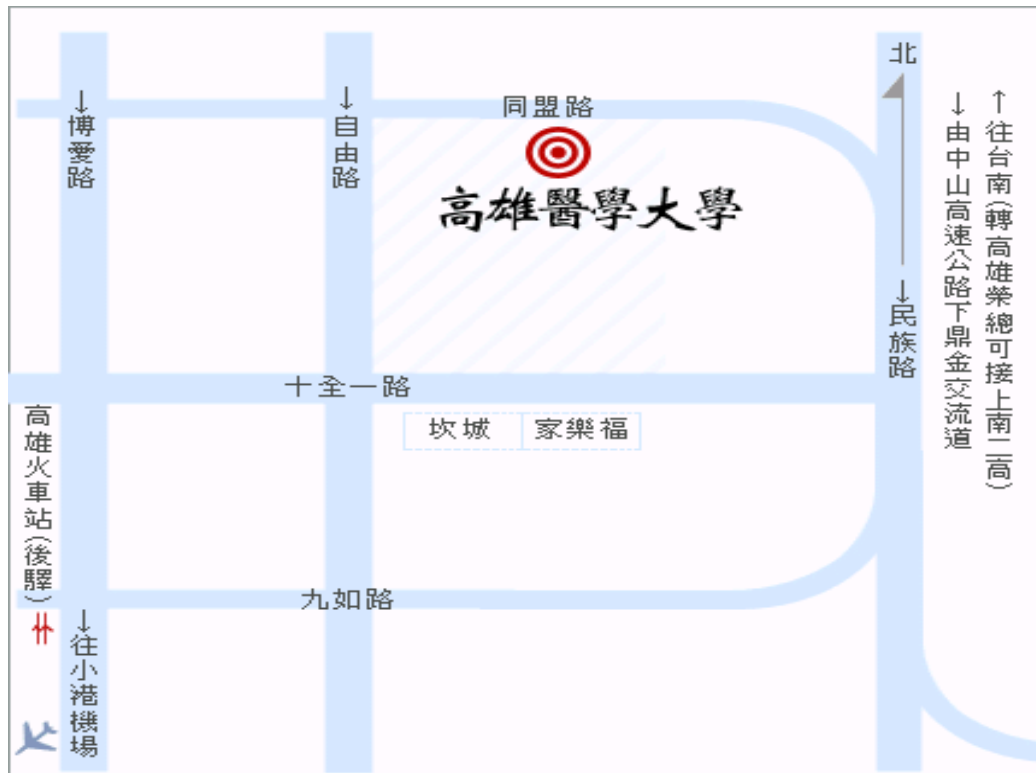 北
同盟路
↓博愛路
↓自由路
高雄醫學大學
↓民族路
↓由中山高速公路下鼎金交流道
↑往台南(轉高雄榮總可接上南二高)
十全一路
坎城
家樂福
高雄火車站(後驛)
九如路
↓往小港機場